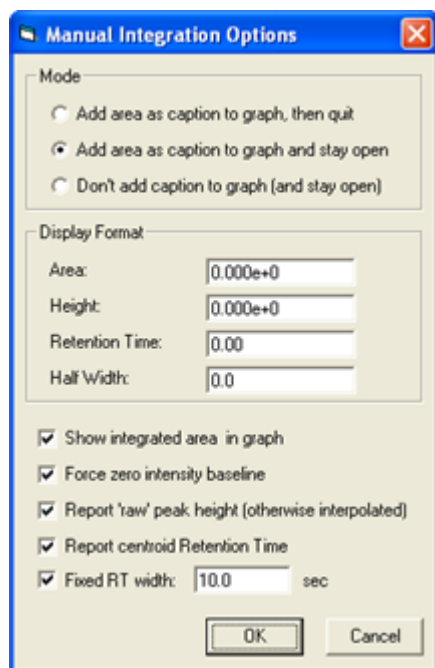 Manual Integration Options
Mode
Add area as caption to graph, then quit
Add area as caption to graph and stay open
Don't add caption to graph (and stay open)
Display Format
Area: 0.000e+0
Height: 0.000e+0
Retention Time: 0.00
Half Width: 0.0
Show integrated area in graph
Force zero intensity baseline
Report 'raw' peak height (otherwise interpolated)
Report centroid Retention Time
Fixed RT width: 10.0 sec
OK Cancel